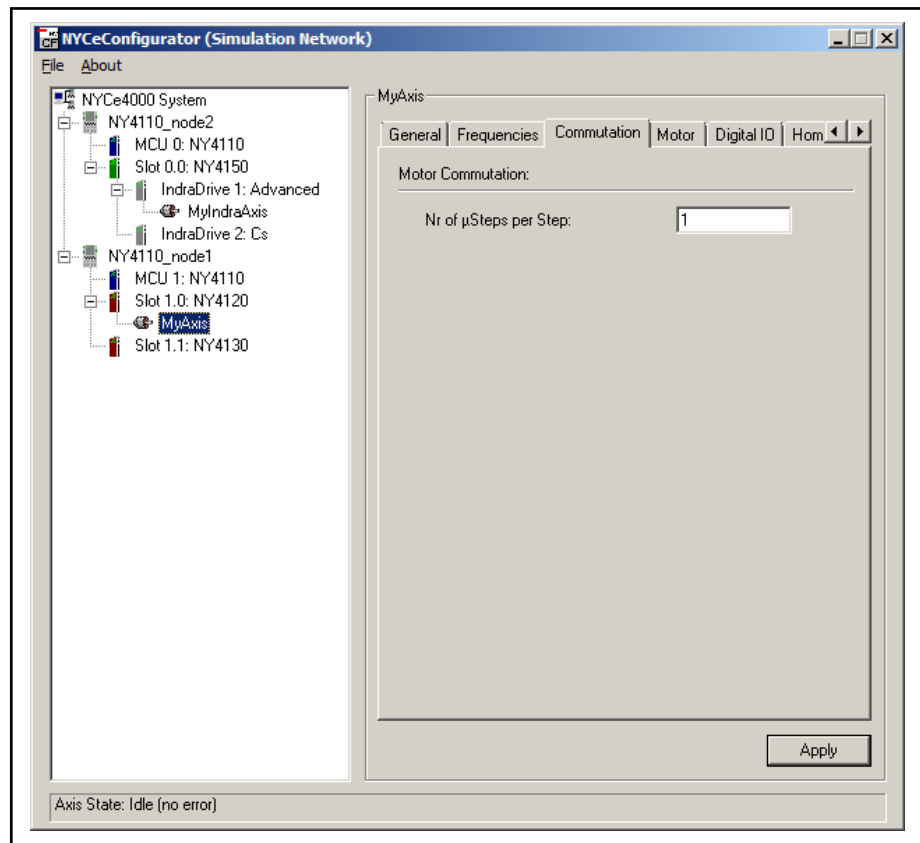 NYCeConfigurator (Simulation Network)
File About
NYCe4000 System
NY4110_node2
MCU 0: NY4110
Slot 0.0: NY4150
IndraDrive 1: Advanced
MyIndraAxis
IndraDrive 2: Cs
NY4110_node1
MCU 1: NY4110
Slot 1.0: NY4120
MyAxis
Slot 1.1: NY4130
MyAxis
General Frequencies Commutation Motor Digital IO Hom
Motor Commutation:
Nr of µSteps per Step: 1
Apply
Axis State: Idle (no error)